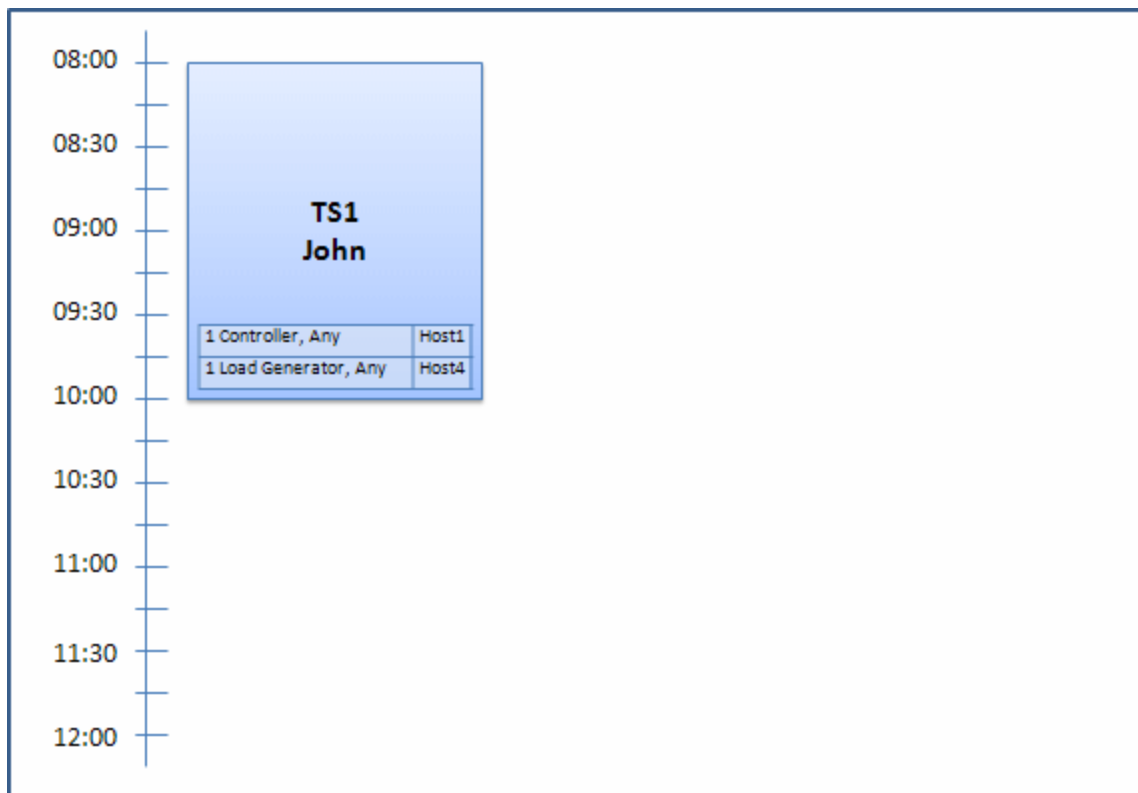 08:00
08:30
09:00
09:30
10:00
10:30
11:00
11:30
12:00
TS1
John
1 Controller, Any Host1
1 Load Generator, Any Host4